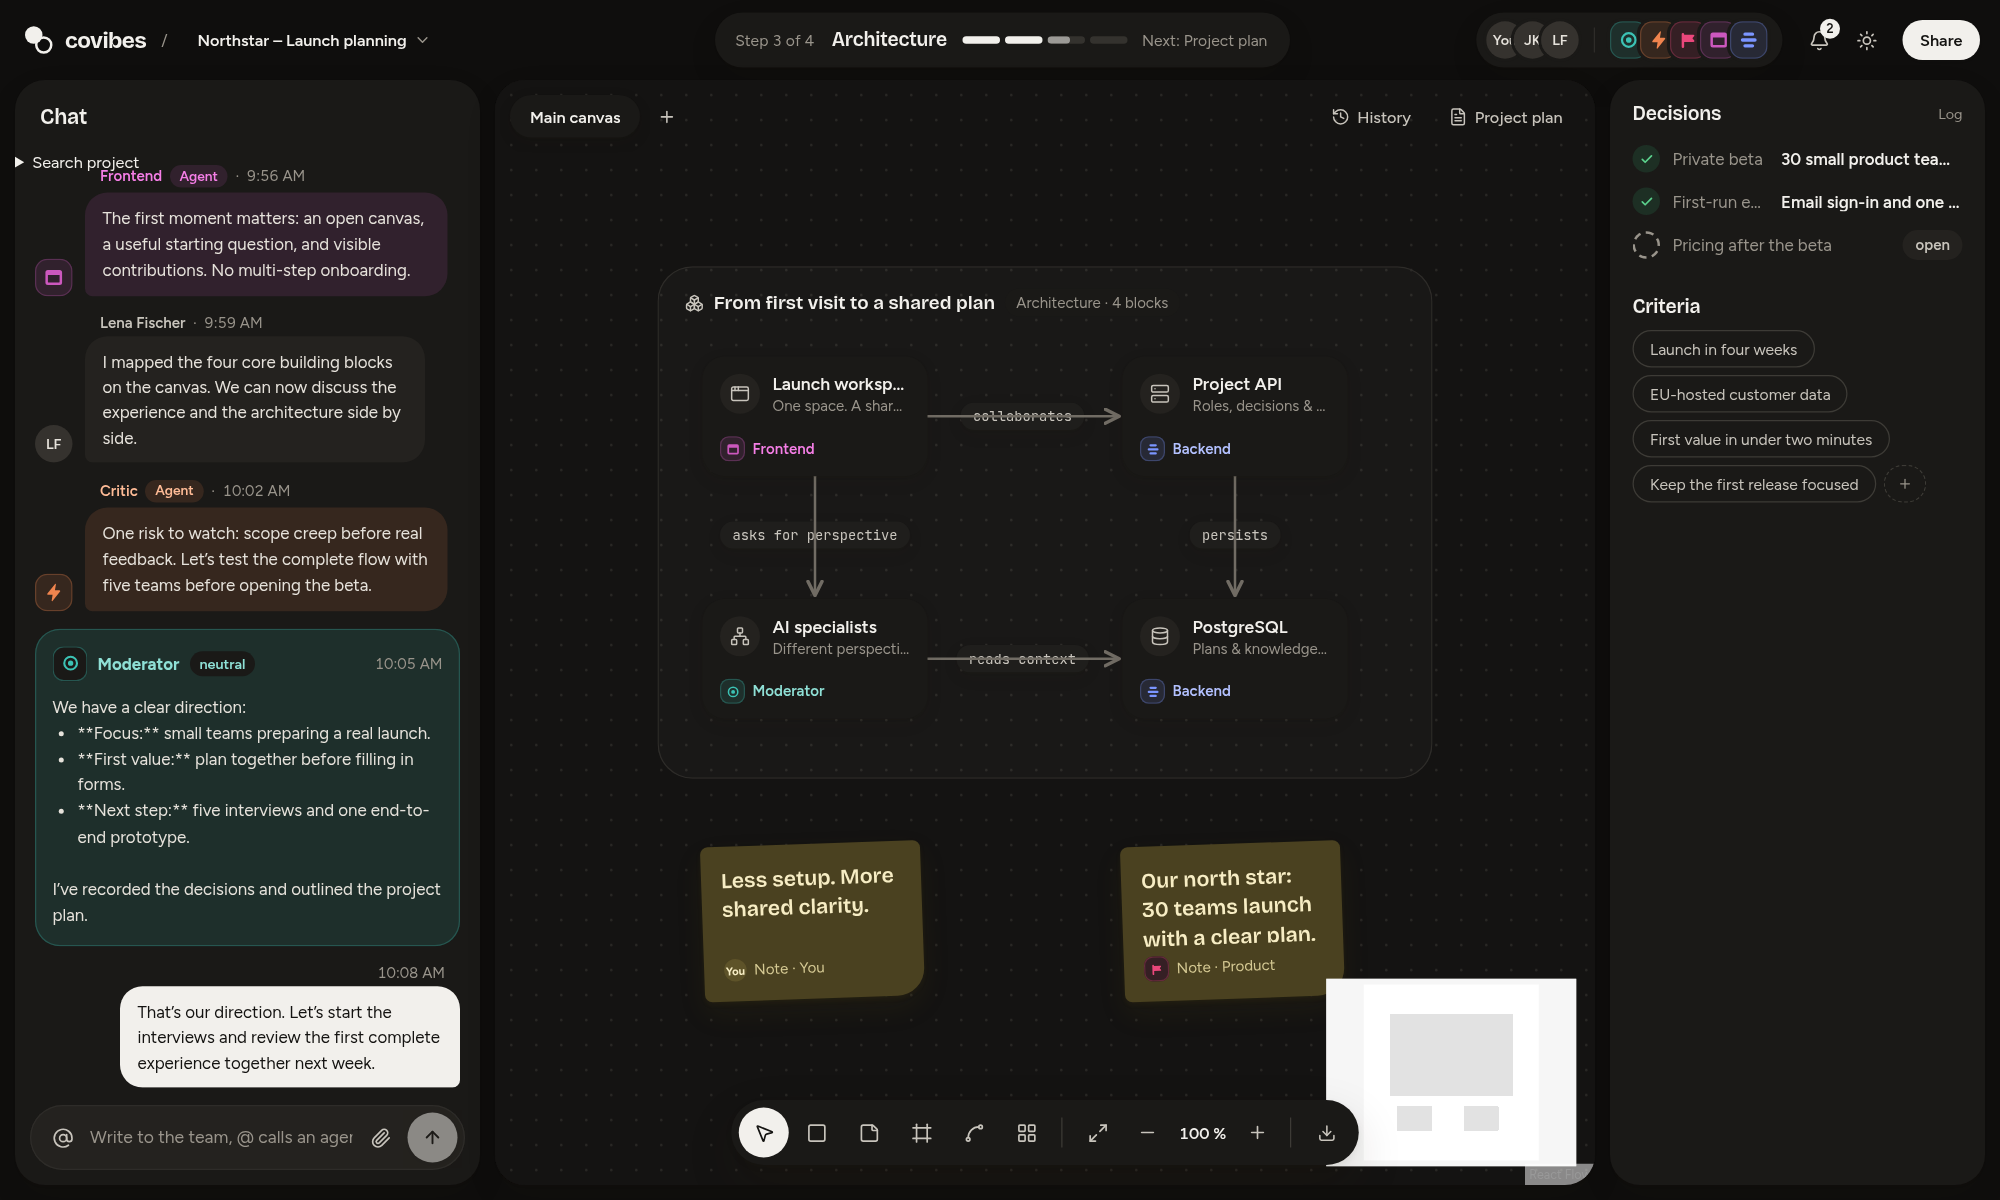 covibes / Northstar – Launch planning
Step 3 of 4 Architecture Next: Project plan
You JK LF
2
Share
Chat
Search project
Frontend Agent · 9:56 AM
The first moment matters: an open canvas,
a useful starting question, and visible
contributions. No multi-step onboarding.
Lena Fischer · 9:59 AM
I mapped the four core building blocks
on the canvas. We can now discuss the
experience and the architecture side by
side.
LF
Critic Agent · 10:02 AM
One risk to watch: scope creep before real
feedback. Let's test the complete flow with
five teams before opening the beta.
Moderator neutral 10:05 AM
We have a clear direction:
• **Focus:** small teams preparing a real launch.
• **First value:** plan together before filling in
forms.
• **Next step:** five interviews and one end-to-
end prototype.
I've recorded the decisions and outlined the project
plan.
10:08 AM
That's our direction. Let's start the
interviews and review the first complete
experience together next week.
Write to the team, @ calls an agen
Main canvas +
History
Project plan
From first visit to a shared plan Architecture · 4 blocks
Launch worksp...
One space. A shar...
Frontend
collaborates
Project API
Roles, decisions & ...
Backend
asks for perspective
persists
AI specialists
Different perspecti...
Moderator
reads context
PostgreSQL
Plans & knowledge...
Backend
Less setup. More
shared clarity.
You Note · You
Our north star:
30 teams launch
with a clear plan.
Note · Product
100 %
Decisions Log
Private beta 30 small product tea...
First-run e... Email sign-in and one ...
Pricing after the beta open
Criteria
Launch in four weeks
EU-hosted customer data
First value in under two minutes
Keep the first release focused +